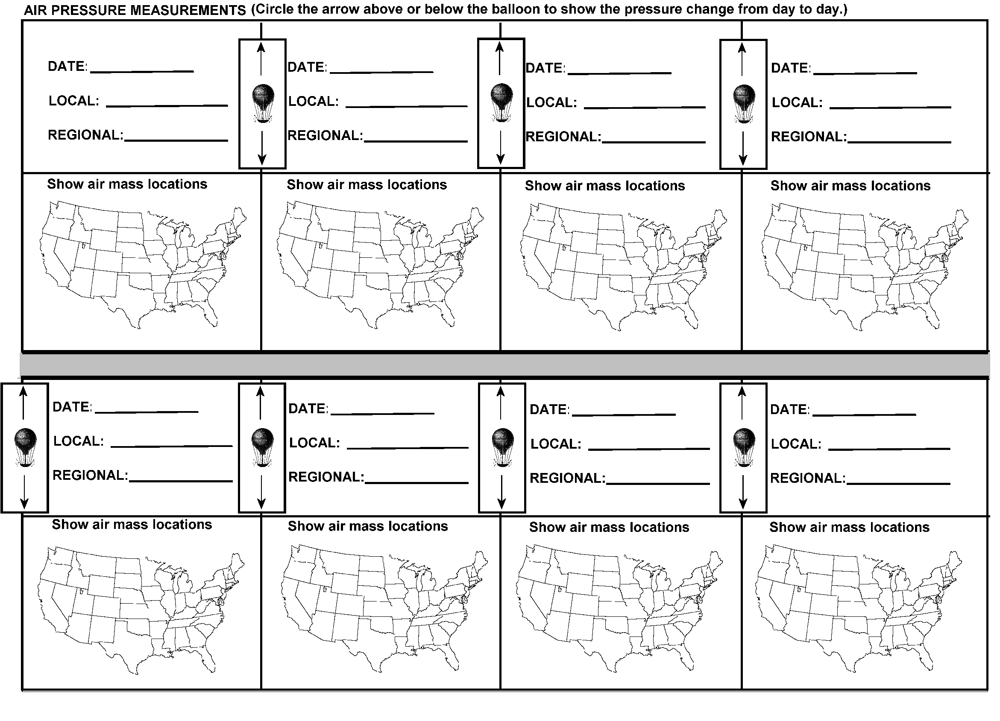 AIR PRESSURE MEASUREMENTS (Circle the arrow above or below the balloon to show the pressure change from day to day.)
DATE: DATE: DATE: DATE:
LOCAL: LOCAL: LOCAL: LOCAL:
REGIONAL: REGIONAL: REGIONAL: REGIONAL:
Show air mass locations Show air mass locations Show air mass locations Show air mass locations
DATE: DATE: DATE: DATE:
LOCAL: LOCAL: LOCAL: LOCAL:
REGIONAL: REGIONAL: REGIONAL: REGIONAL:
Show air mass locations Show air mass locations Show air mass locations Show air mass locations